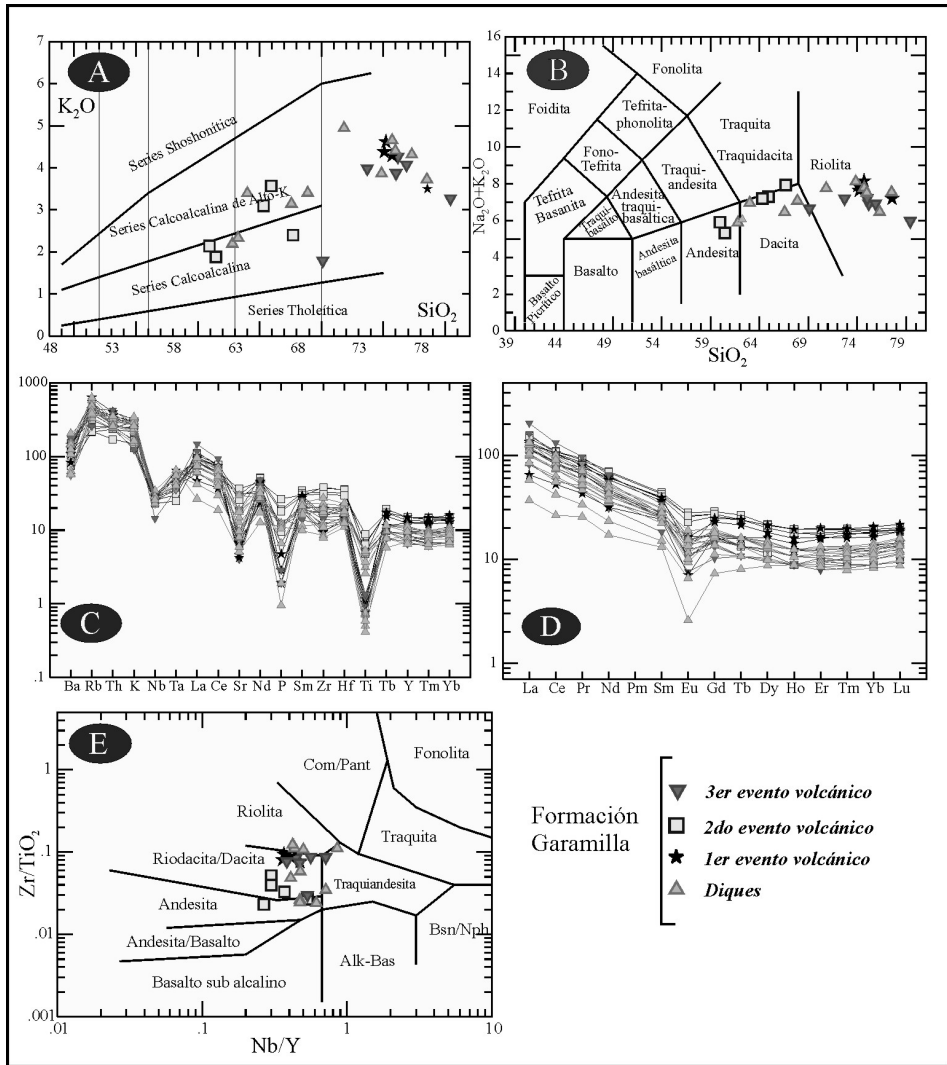 A
K2O
7
6
5
4
3
2
1
0
48
53
58
63
68
73
78
SiO2
Series Shoshonítica
Series Calcoalcalina de Alto-K
Series Calcoalcalina
Series Tholeítica
B
Na2O+K2O
16
14
12
10
8
6
4
2
0
39
44
49
54
59
64
69
74
79
SiO2
Fonolita
Foidita
Tefrita-
phonolita
Fono-
Tefrita
Tefrita
Basanita
Traqui-
basalto
Andesita
traqui-
basáltica
Traqui-
andesita
Traquita
Traquidacita
Riolita
Basalto
Picrítico
Basalto
Andesita
basáltica
Andesita
Dacita
C
1000
100
10
1
.1
Ba Rb Th K Nb Ta La Ce Sr Nd P Sm Zr Hf Ti Tb Y Tm Yb
D
100
10
1
La Ce Pr Nd Pm Sm Eu Gd Tb Dy Ho Er Tm Yb Lu
E
Zr/TiO2
1
0.1
.01
.001
.01
.1
1
10
Nb/Y
Com/Pant
Fonolita
Riolita
Traquita
Riodacita/Dacita
Traquiandesita
Andesita
Andesita/Basalto
Bsn/Nph
Alk-Bas
Basalto sub alcalino
Formación
Garamilla
3er evento volcánico
2do evento volcánico
1er evento volcánico
Diques